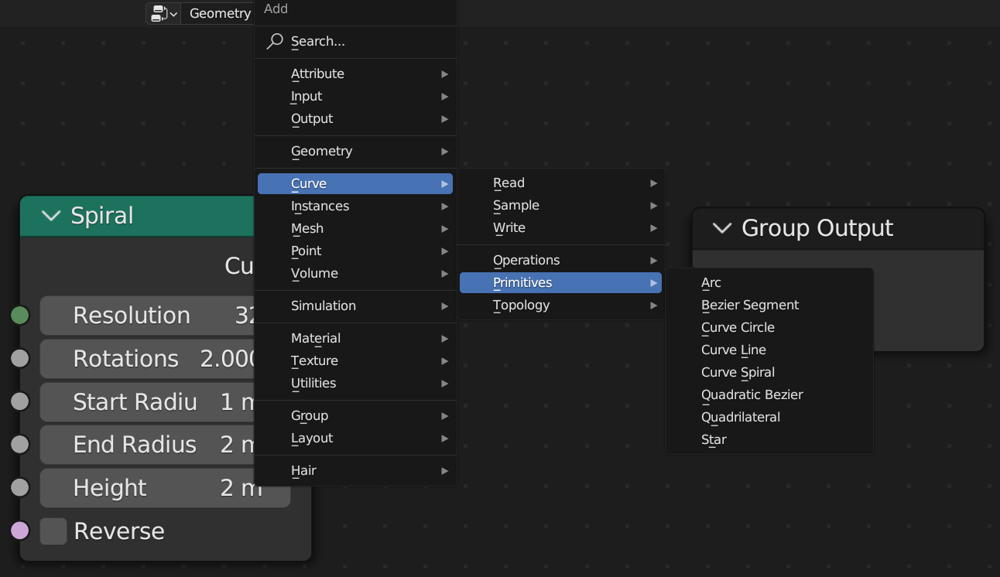 Geometry
Add
Search...
Attribute
Input
Output
Geometry
Curve
Instances
Mesh
Point
Volume
Simulation
Material
Texture
Utilities
Group
Layout
Hair
Read
Sample
Write
Operations
Primitives
Topology
Arc
Bezier Segment
Curve Circle
Curve Line
Curve Spiral
Quadratic Bezier
Quadrilateral
Star
Spiral
Cu
Resolution 32
Rotations 2.000
Start Radiu 1 m
End Radius 2 m
Height 2 m
Reverse
Group Output